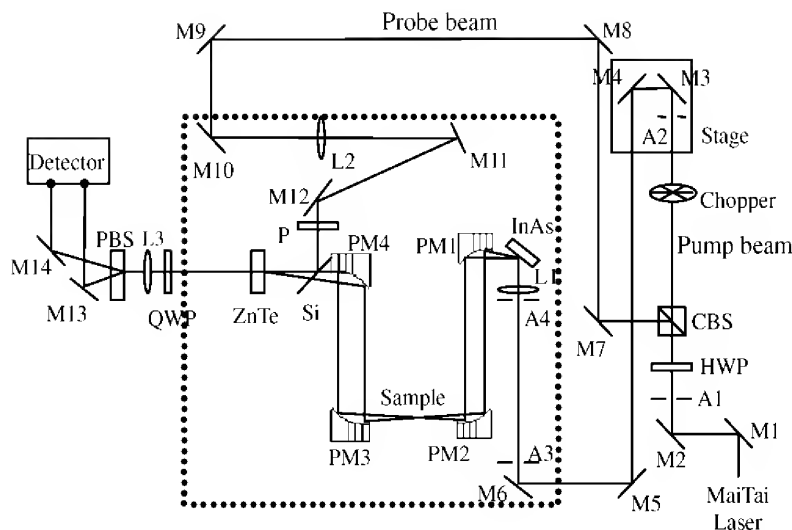 M9
Probe beam
M8
M4
M3
A2
Stage
Detector
M10
L2
M11
M12
Chopper
P
InAs
PBS
L3
PM4
PM1
Pump beam
M14
L1
M13
QWP
ZnTe
Si
A4
M7
CBS
HWP
Sample
A1
PM3
PM2
A3
M2
M1
M6
M5
MaiTai
Laser